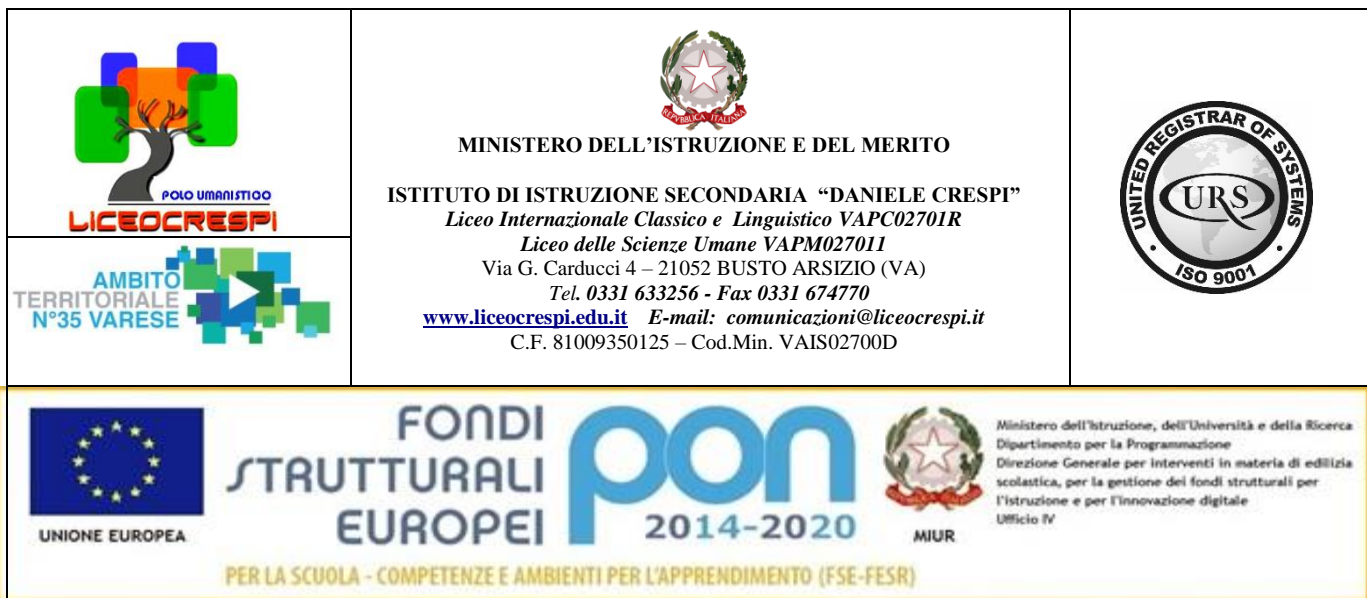 POLO UMANISTICO
LICEOCRESPI
AMBITO
TERRITORIALE
N°35 VARESE
REPVBBLICA ITALIANA
MINISTERO DELL’ISTRUZIONE E DEL MERITO
ISTITUTO DI ISTRUZIONE SECONDARIA “DANIELE CRESPI”
Liceo Internazionale Classico e Linguistico VAPC02701R
Liceo delle Scienze Umane VAPM027011
Via G. Carducci 4 – 21052 BUSTO ARSIZIO (VA)
Tel. 0331 633256 - Fax 0331 674770
www.liceocrespi.edu.it E-mail: comunicazioni@liceocrespi.it
C.F. 81009350125 – Cod.Min. VAIS02700D
UNITED REGISTRAR OF SYSTEMS
URS
ISO 9001
UNIONE EUROPEA
FONDI
STRUTTURALI
EUROPEI
pon
2014-2020
MIUR
Ministero dell'Istruzione, dell'Università e della Ricerca
Dipartimento per la Programmazione
Direzione Generale per interventi in materia di edilizia
scolastica, per la gestione dei fondi strutturali per
l'istruzione e per l'innovazione digitale
Ufficio IV
PER LA SCUOLA - COMPETENZE E AMBIENTI PER L'APPRENDIMENTO (FSE-FESR)